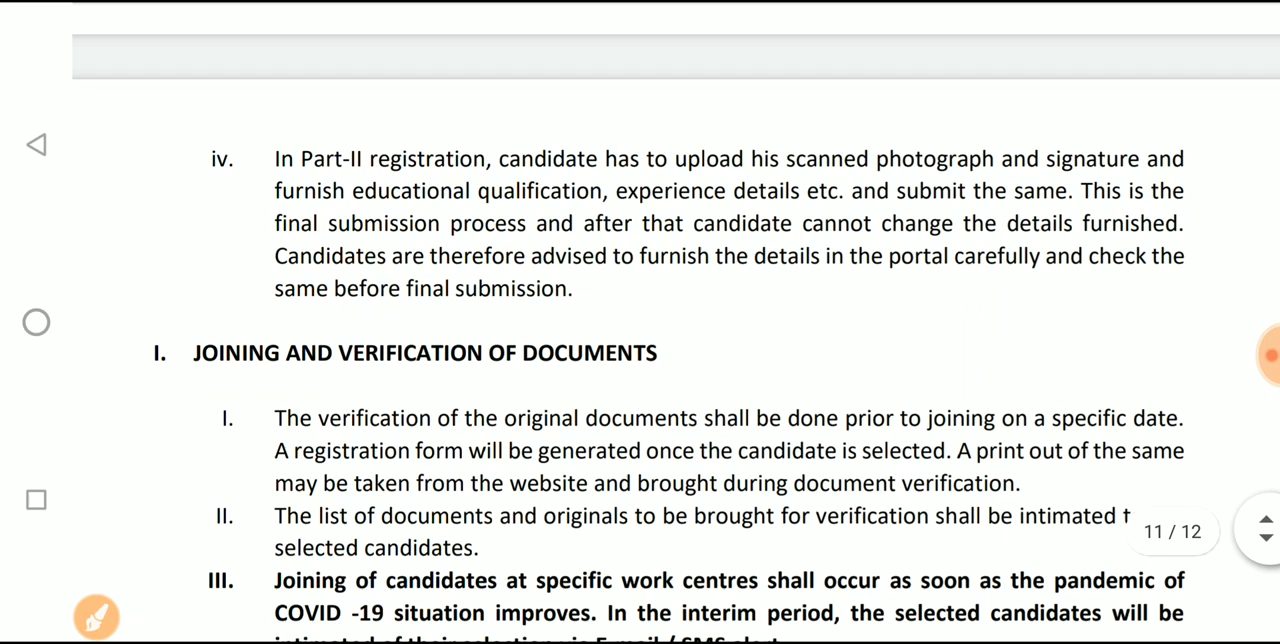 iv. In Part-II registration, candidate has to upload his scanned photograph and signature and
furnish educational qualification, experience details etc. and submit the same. This is the
final submission process and after that candidate cannot change the details furnished.
Candidates are therefore advised to furnish the details in the portal carefully and check the
same before final submission.
I. JOINING AND VERIFICATION OF DOCUMENTS
I. The verification of the original documents shall be done prior to joining on a specific date.
A registration form will be generated once the candidate is selected. A print out of the same
may be taken from the website and brought during document verification.
II. The list of documents and originals to be brought for verification shall be intimated
11 / 12
selected candidates.
III. Joining of candidates at specific work centres shall occur as soon as the pandemic of
COVID -19 situation improves. In the interim period, the selected candidates will be